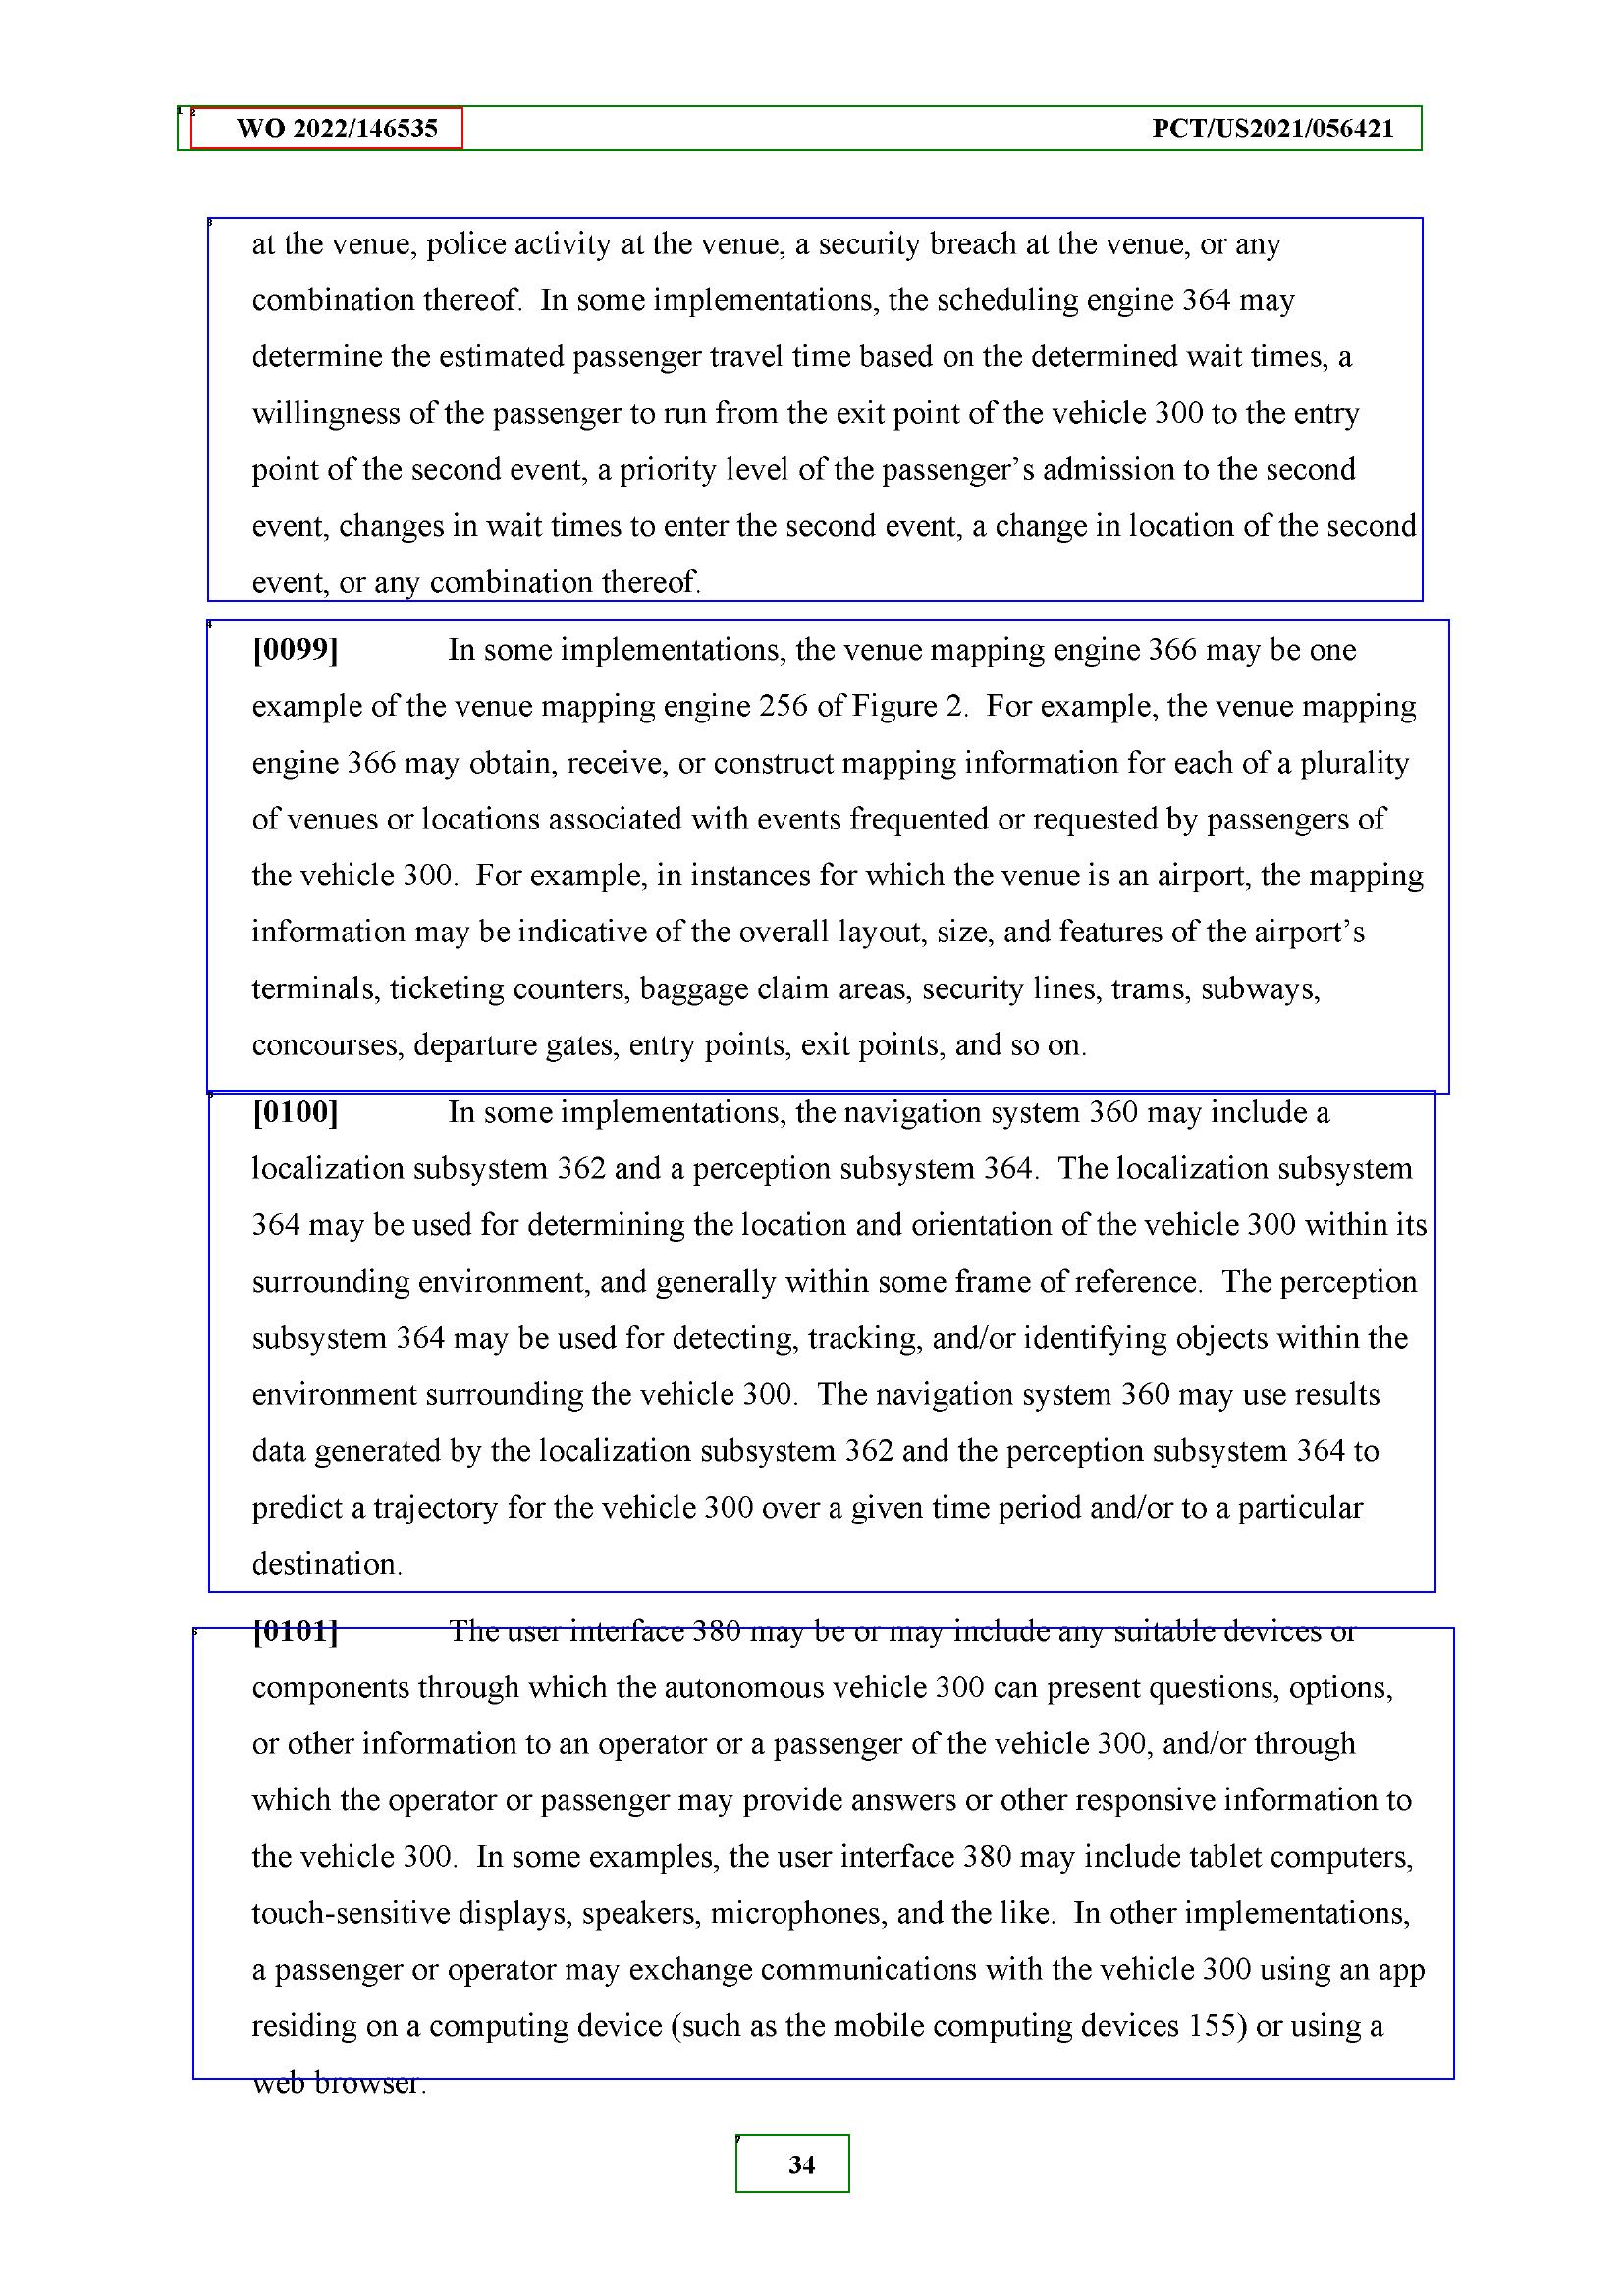 WO 2022/146535 PCT/US2021/056421
at the venue, police activity at the venue, a security breach at the venue, or any
combination thereof. In some implementations, the scheduling engine 364 may
determine the estimated passenger travel time based on the determined wait times, a
willingness of the passenger to run from the exit point of the vehicle 300 to the entry
point of the second event, a priority level of the passenger’s admission to the second
event, changes in wait times to enter the second event, a change in location of the second
event, or any combination thereof.
[0099] In some implementations, the venue mapping engine 366 may be one
example of the venue mapping engine 256 of Figure 2. For example, the venue mapping
engine 366 may obtain, receive, or construct mapping information for each of a plurality
of venues or locations associated with events frequented or requested by passengers of
the vehicle 300. For example, in instances for which the venue is an airport, the mapping
information may be indicative of the overall layout, size, and features of the airport’s
terminals, ticketing counters, baggage claim areas, security lines, trams, subways,
concourses, departure gates, entry points, exit points, and so on.
[0100] In some implementations, the navigation system 360 may include a
localization subsystem 362 and a perception subsystem 364. The localization subsystem
364 may be used for determining the location and orientation of the vehicle 300 within its
surrounding environment, and generally within some frame of reference. The perception
subsystem 364 may be used for detecting, tracking, and/or identifying objects within the
environment surrounding the vehicle 300. The navigation system 360 may use results
data generated by the localization subsystem 362 and the perception subsystem 364 to
predict a trajectory for the vehicle 300 over a given time period and/or to a particular
destination.
[0101] The user interface 380 may be or may include any suitable devices or
components through which the autonomous vehicle 300 can present questions, options,
or other information to an operator or a passenger of the vehicle 300, and/or through
which the operator or passenger may provide answers or other responsive information to
the vehicle 300. In some examples, the user interface 380 may include tablet computers,
touch-sensitive displays, speakers, microphones, and the like. In other implementations,
a passenger or operator may exchange communications with the vehicle 300 using an app
residing on a computing device (such as the mobile computing devices 155) or using a
web browser.
34